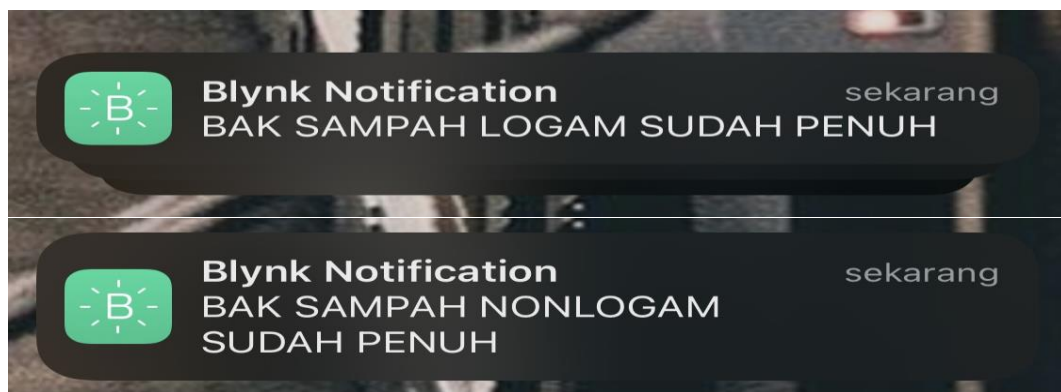 Blynk Notification sekarang
BAK SAMPAH LOGAM SUDAH PENUH
Blynk Notification sekarang
BAK SAMPAH NONLOGAM
SUDAH PENUH